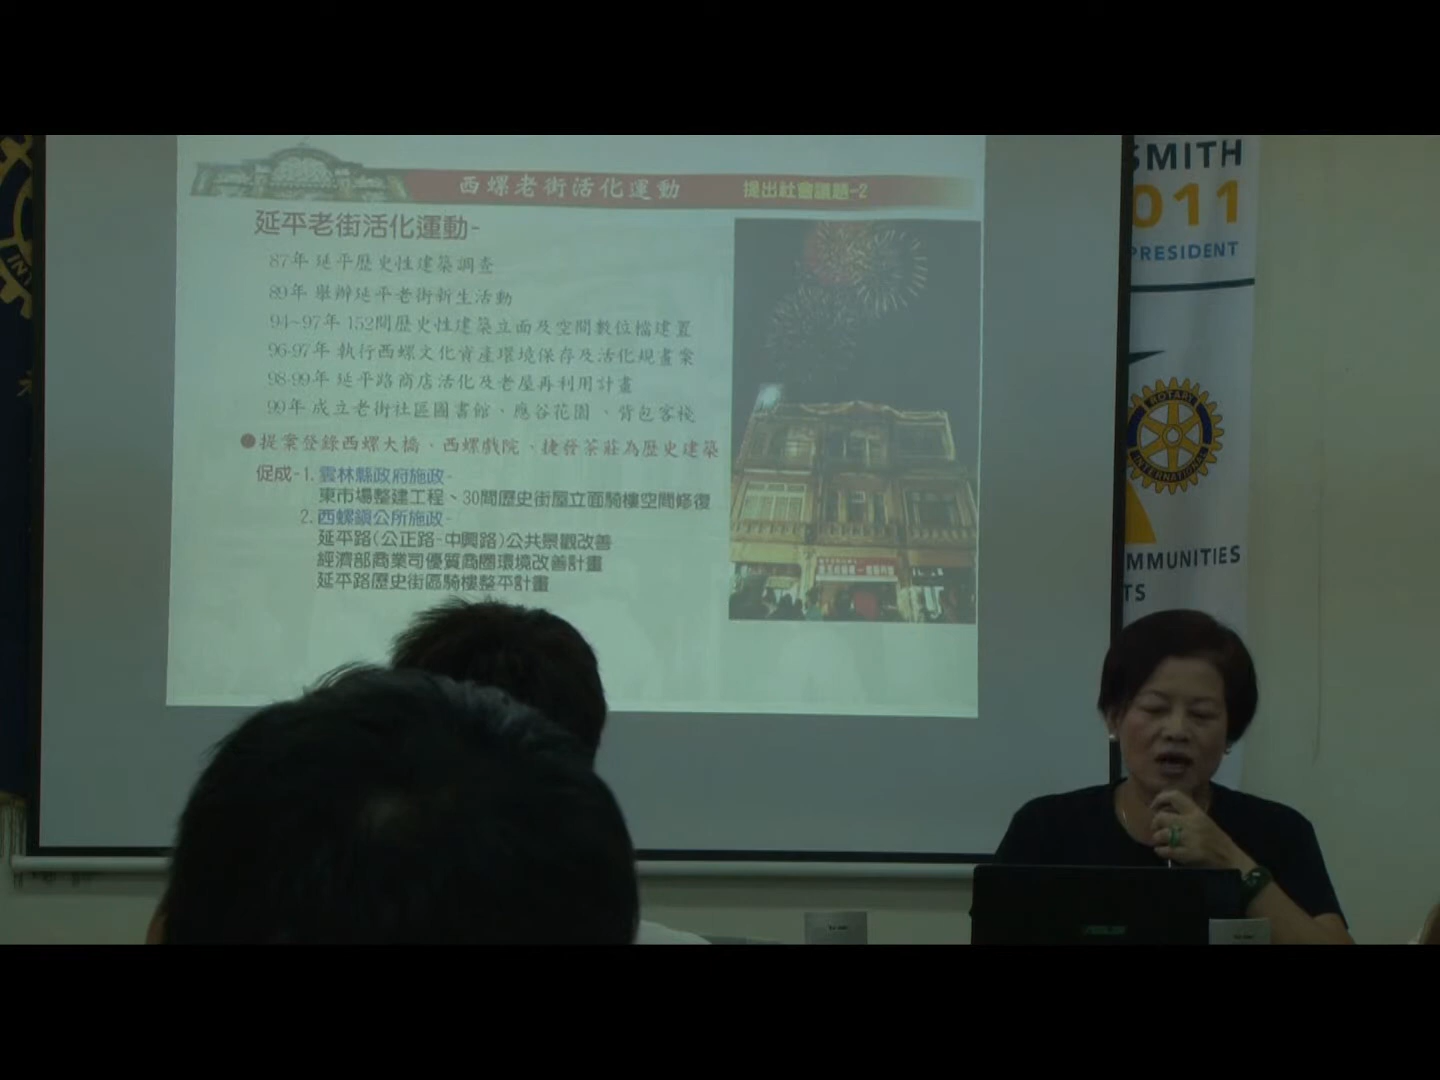 西螺老街活化運動
提出社會議題-2
延平老街活化運動-
87年 延平歷史性建築調查
89年 舉辦延平老街新生活動
94~97年 152間歷史性建築立面及空間數位檔建置
96-97年 執行西螺文化資產環境保存及活化規畫案
98-99年 延平路商店活化及老屋再利用計畫
99年 成立老街社區圖書館、應谷花園、背包客棧
●提案登錄西螺大橋、西螺戲院、捷發茶莊為歷史建築
促成-1.雲林縣政府施政-
東市場整建工程、30間歷史街屋立面騎樓空間修復
2.西螺鎮公所施政-
延平路(公正路-中興路)公共景觀改善
經濟部商業司優質商圈環境改善計畫
延平路歷史街區騎樓整平計畫
SMITH
011
PRESIDENT
ROTARY
INTERNATIONAL
MMUNITIES
TS
IN